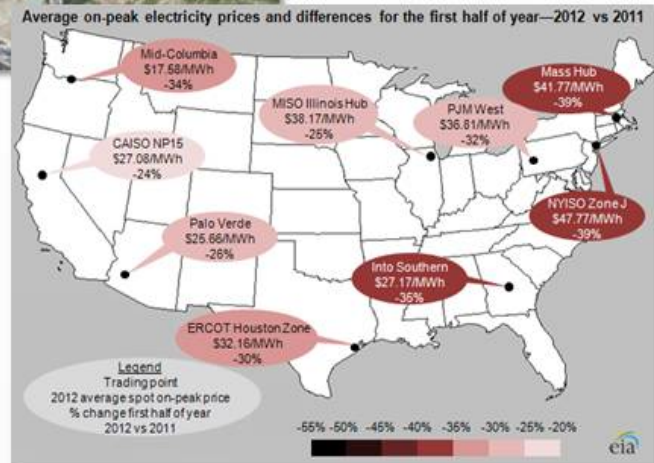 Average on-peak electricity prices and differences for the first half of year—2012 vs 2011
Mid-Columbia
$17.58/MWh
-34%
Mass Hub
$41.77/MWh
-39%
MISO Illinois Hub
$38.17/MWh
-26%
PJM West
$36.81/MWh
-32%
CAISO NP15
$27.08/MWh
-24%
NYISO Zone J
$47.77/MWh
-39%
Palo Verde
$25.66/MWh
-26%
Into Southern
$27.17/MWh
-36%
ERCOT Houston Zone
$32.16/MWh
-30%
Legend
Trading point
2012 average spot on-peak price
% change first half of year
2012 vs 2011
-55% -50% -45% -40% -35% -30% -25% -20%
eia